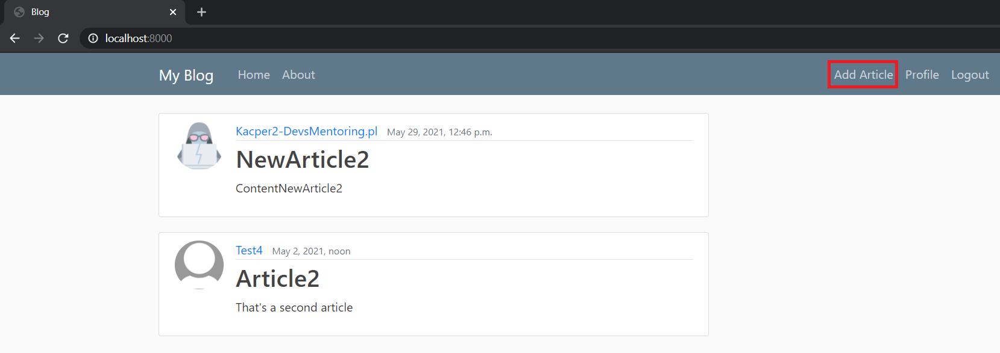 Blog
localhost:8000
My Blog Home About Add Article Profile Logout
Kacper2-DevsMentoring.pl May 29, 2021, 12:46 p.m.
NewArticle2
ContentNewArticle2
Test4 May 2, 2021, noon
Article2
That's a second article